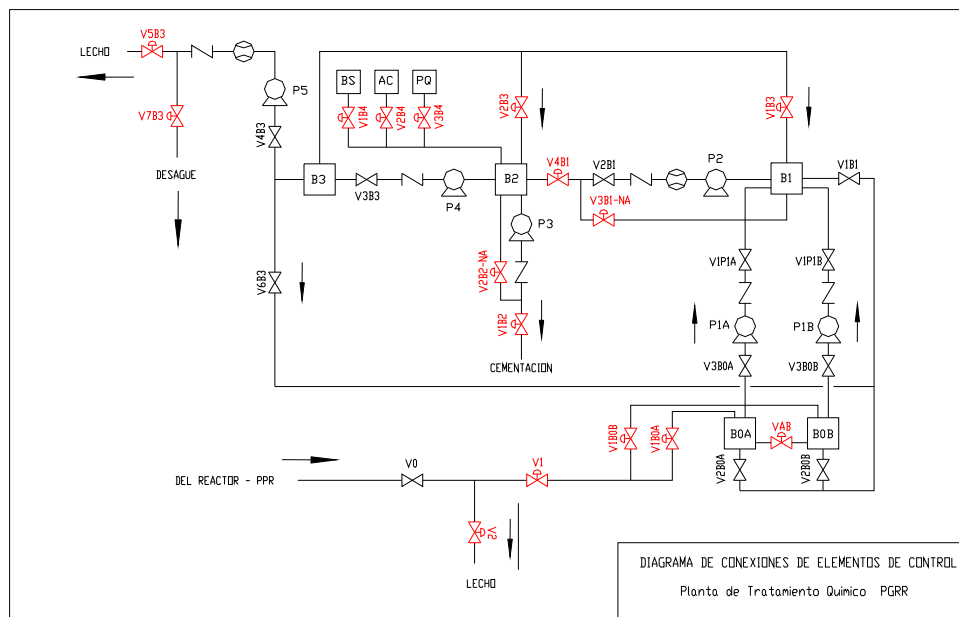 V5B3
LECHO
P5
BS
AC
PQ
V7B3
V4B3
V1B4
V2B4
V3B4
V2B3
V1B3
DESAGUE
B3
V3B3
P4
B2
V4B1
V2B1
P2
B1
V1B1
V3B1-NA
P3
V2B2-NA
V6B3
V1B2
CEMENTACION
V1P1A
V1P1B
P1A
P1B
V3B0A
V3B0B
V1B0B
V1B0A
B0A
VAB
B0B
V2B0A
V2B0B
DEL REACTOR - PPR
V0
V1
V2
LECHO
DIAGRAMA DE CONEXIONES DE ELEMENTOS DE CONTROL
Planta de Tratamiento Quimico PGRR